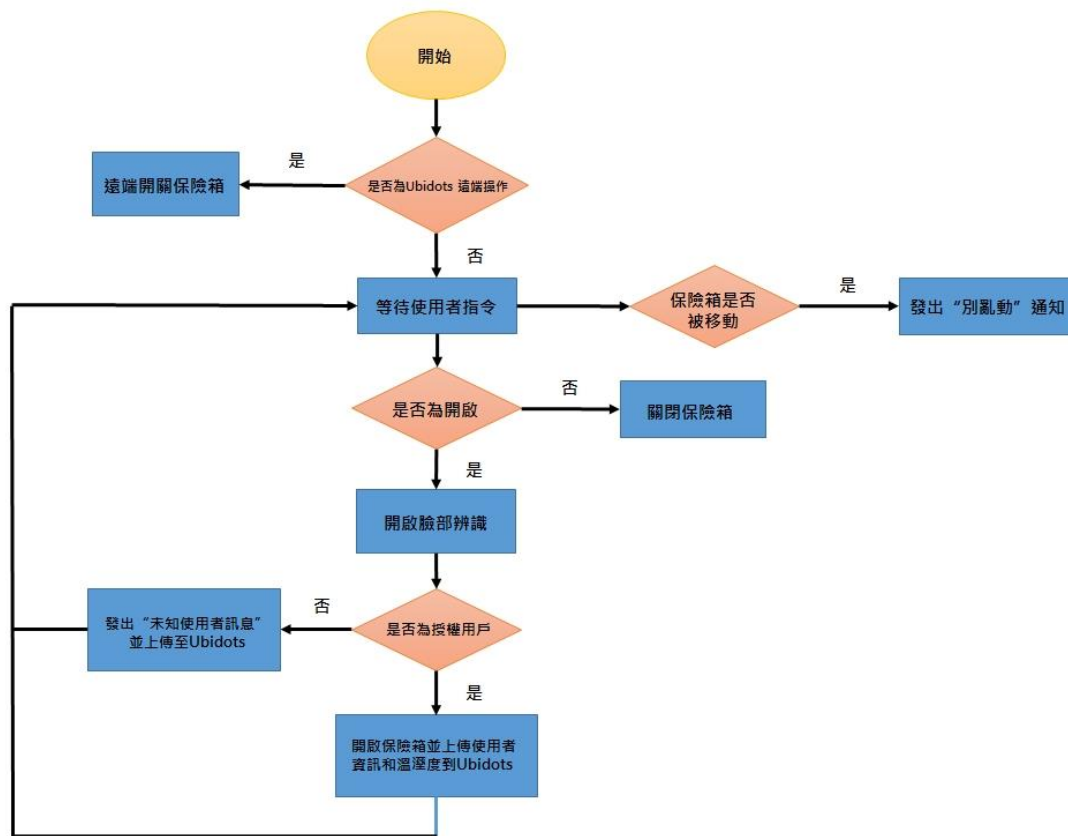 開始
是
是否為Ubidots 遠端操作
遠端開關保險箱
否
等待使用者指令
保險箱是否
被移動
是
發出“別亂動”通知
是否為開啟
否
關閉保險箱
是
開啟臉部辨識
發出“未知使用者訊息”
並上傳至Ubidots
否
是否為授權用戶
是
開啟保險箱並上傳使用者
資訊和溫溼度到Ubidots